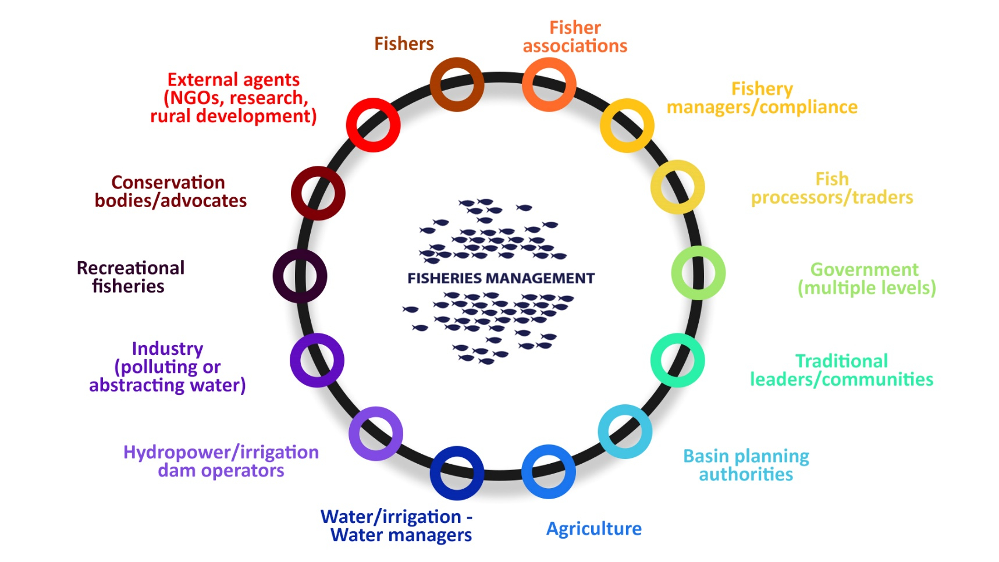 Fishers
Fisher
associations
External agents
(NGOs, research,
rural development)
Fishery
managers/compliance
Conservation
bodies/advocates
Fish
processors/traders
Recreational
fisheries
FISHERIES MANAGEMENT
Government
(multiple levels)
Industry
(polluting or
abstracting water)
Traditional
leaders/communities
Hydropower/irrigation
dam operators
Basin planning
authorities
Water/irrigation -
Water managers
Agriculture